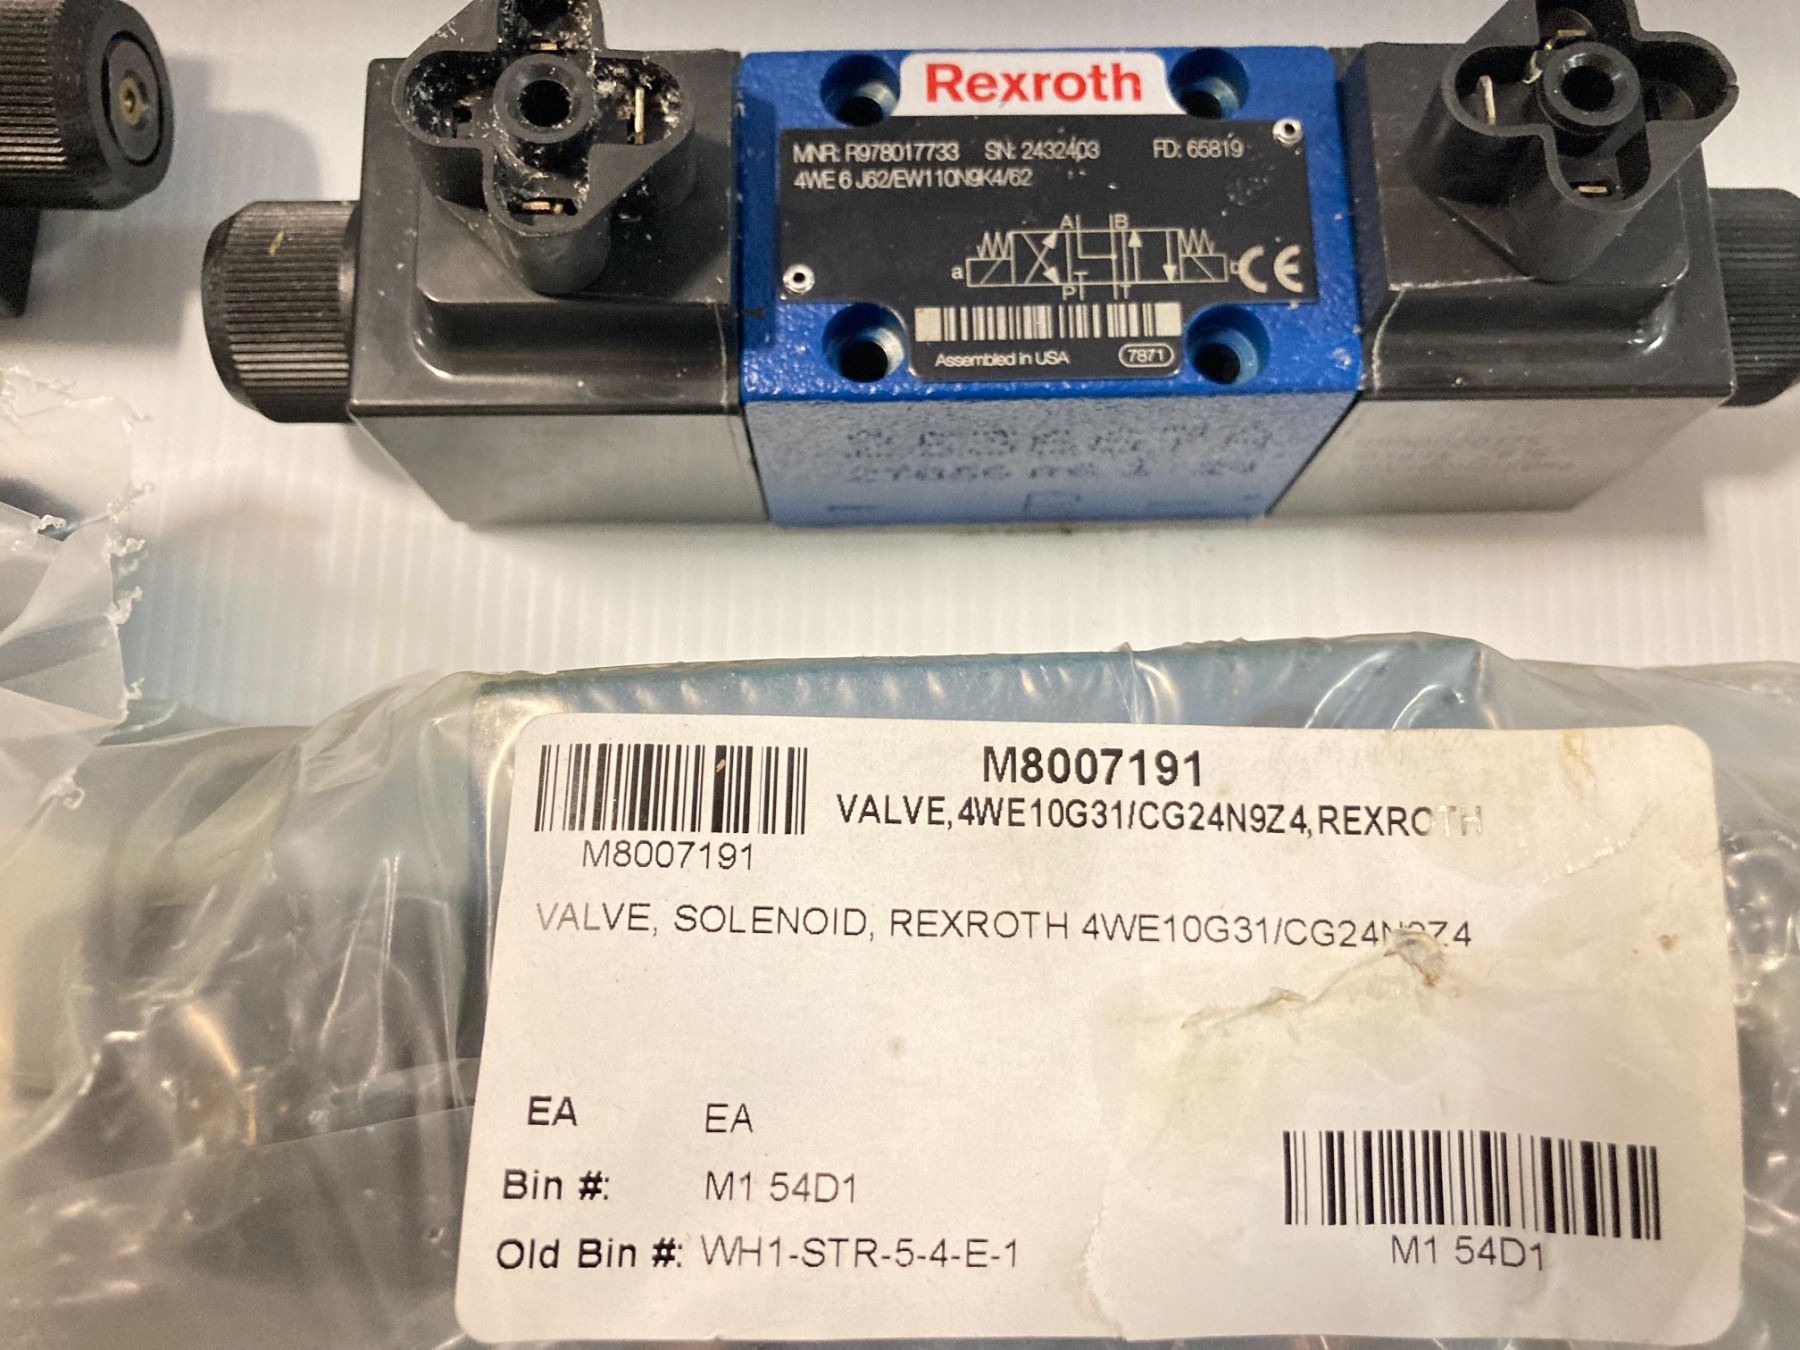 Rexroth
MNR: R978017733 SN: 2432403 FD: 65819
4WE 6 J62/EW110N9K4/62
A B
a
P T
CE
Assembled in USA 7871
M8007191
VALVE,4WE10G31/CG24N9Z4,REXROTH
M8007191
VALVE, SOLENOID, REXROTH 4WE10G31/CG24N9Z4
EA EA
Bin #: M1 54D1
Old Bin #: WH1-STR-5-4-E-1
M1 54D1